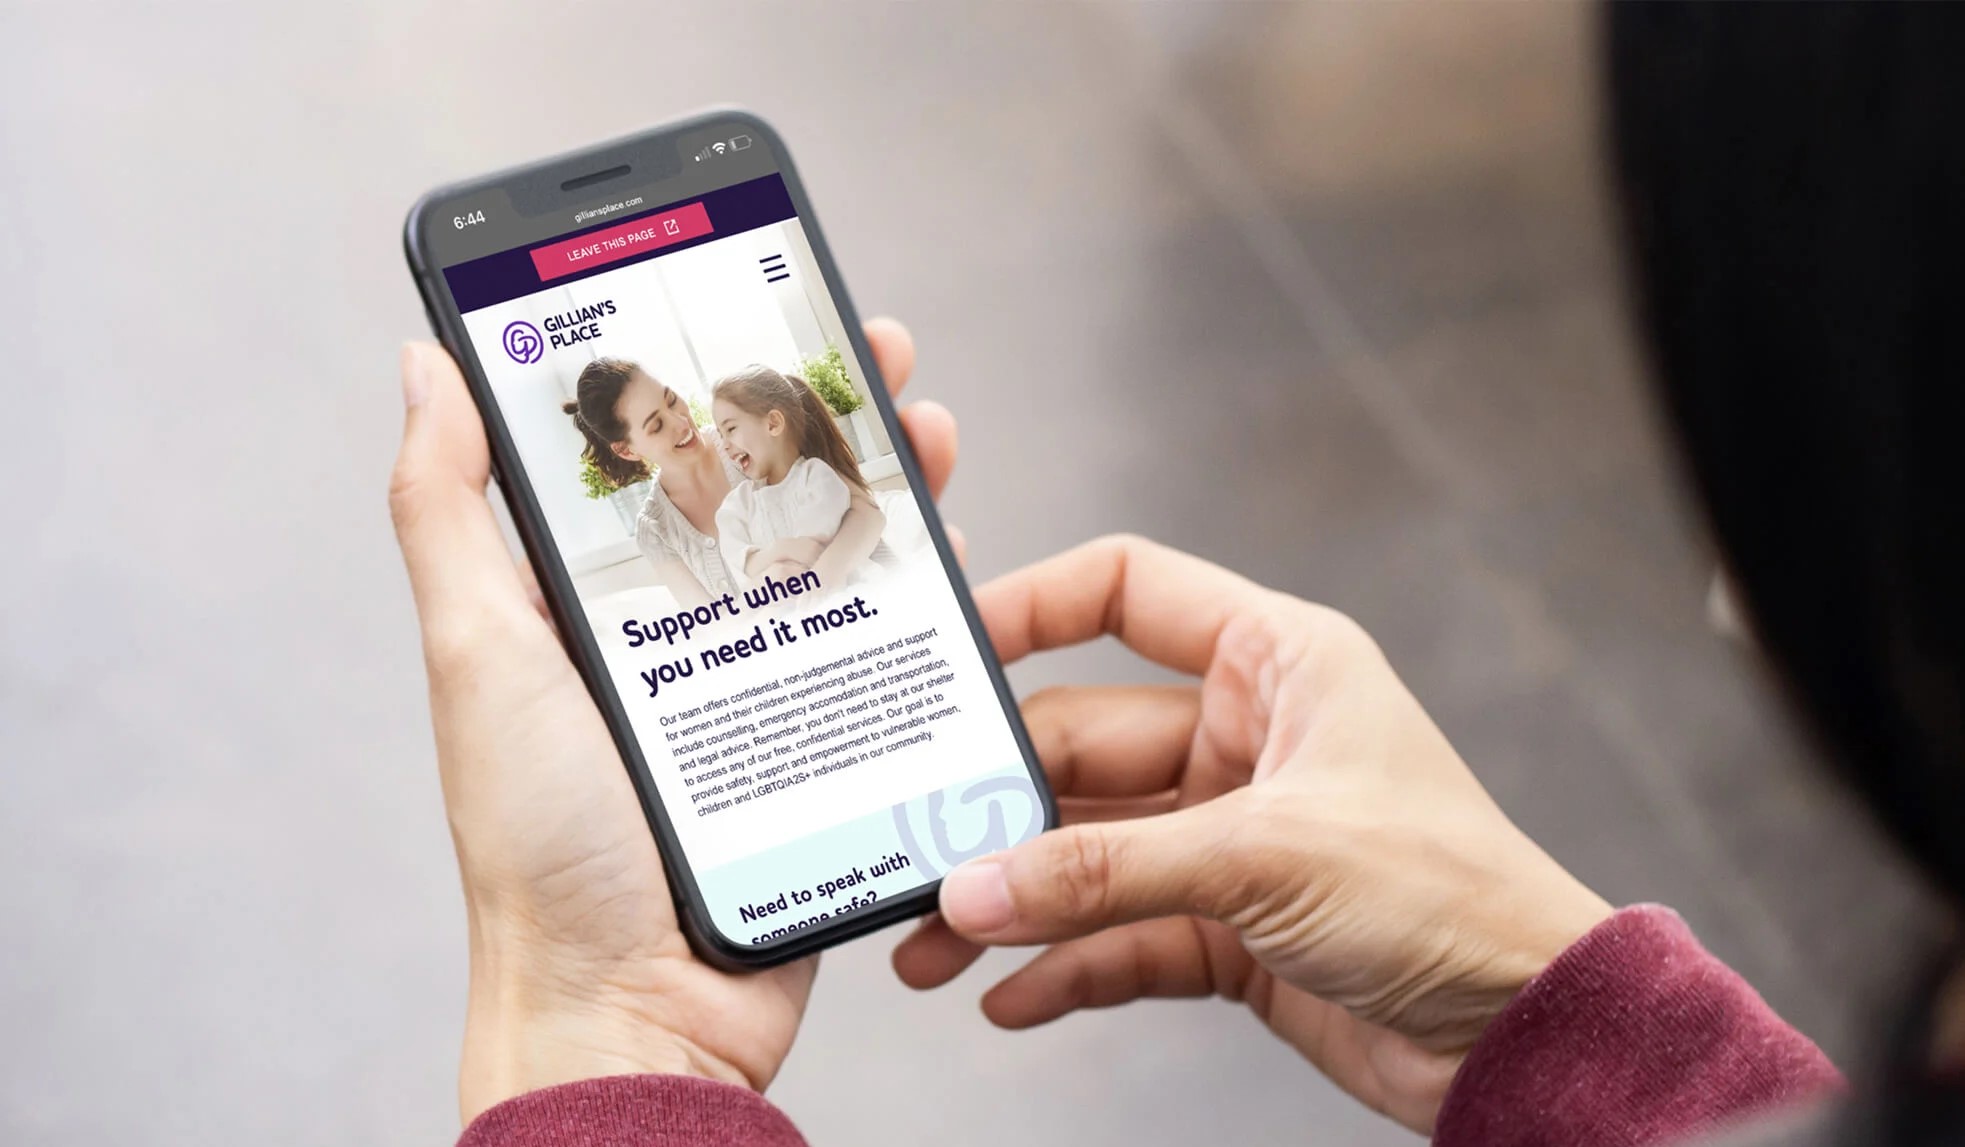 6:44
gilliansplace.com
LEAVE THIS PAGE
GILLIAN'S
PLACE
Support when
you need it most.
Our team offers confidential, non-judgemental advice and support
for women and their children experiencing abuse. Our services
include counselling, emergency accomodation and transportation,
and legal advice. Remember, you don't need to stay at our shelter
to access any of our free, confidential services. Our goal is to
provide safety, support and empowerment to vulnerable women,
children and LGBTQIA2S+ individuals in our community.
Need to speak with
someone safe?